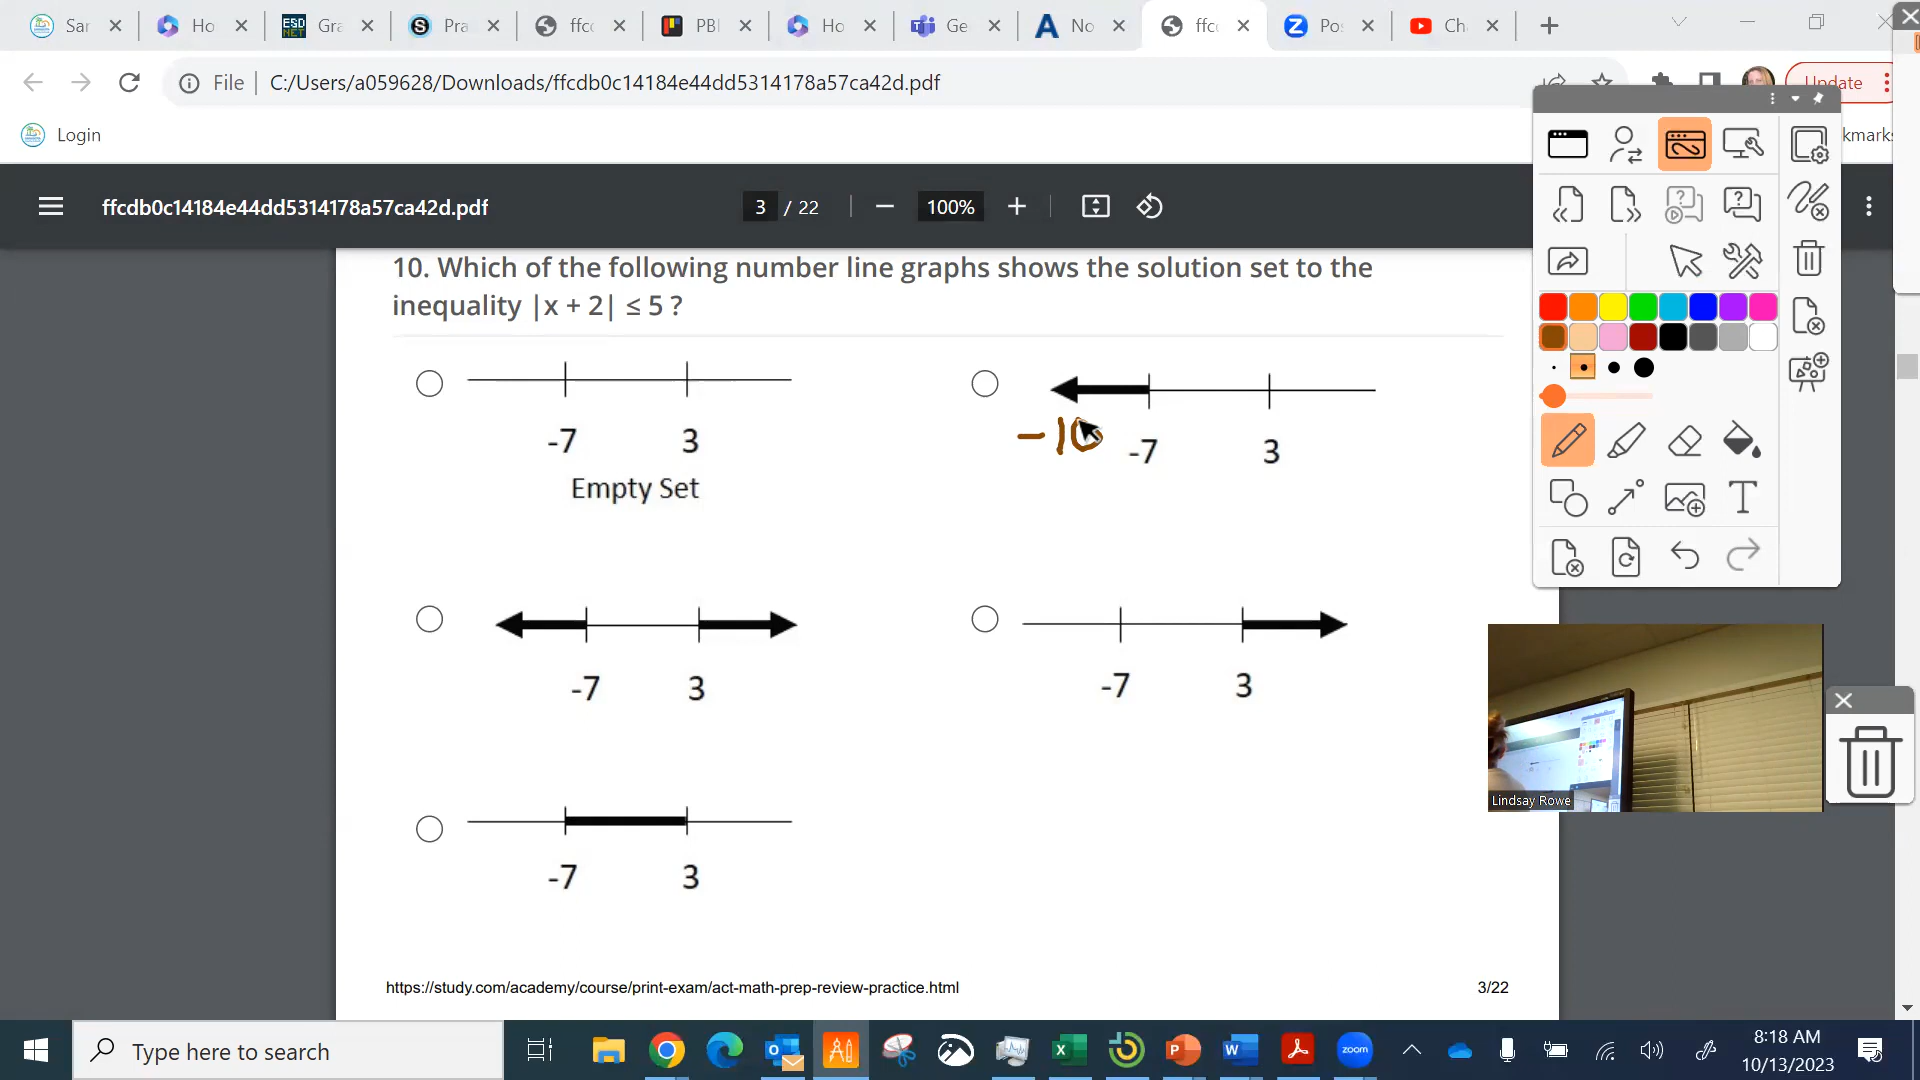 Sar
Ho
Gra
Pra
ffcc
PBI
Ho
Ge
No
ffcc
Po
Ch
File
C:/Users/a059628/Downloads/ffcdb0c14184e44dd5314178a57ca42d.pdf
Update
Login
kmarks
ffcdb0c14184e44dd5314178a57ca42d.pdf
3 / 22
100%
10. Which of the following number line graphs shows the solution set to the
inequality |x + 2| ≤ 5 ?
-7 3
Empty Set
-10 -7 3
-7 3
-7 3
-7 3
Lindsay Rowe
https://study.com/academy/course/print-exam/act-math-prep-review-practice.html
3/22
Type here to search
zoom
8:18 AM
10/13/2023